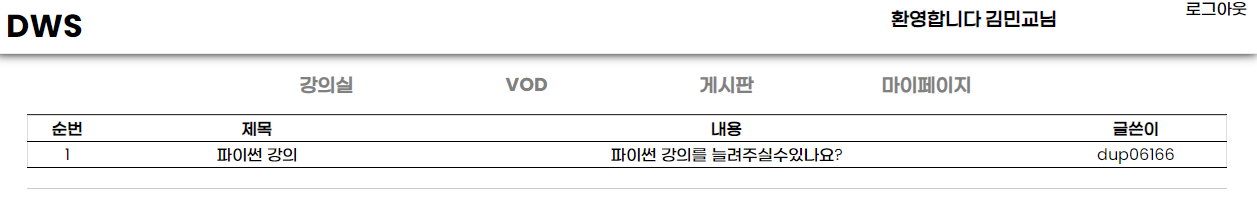 DWS 환영합니다 김민교님 로그아웃
강의실 VOD 게시판 마이페이지
순번 제목 내용 글쓴이
1 파이썬 강의 파이썬 강의를 늘려주실수있나요? dup06166